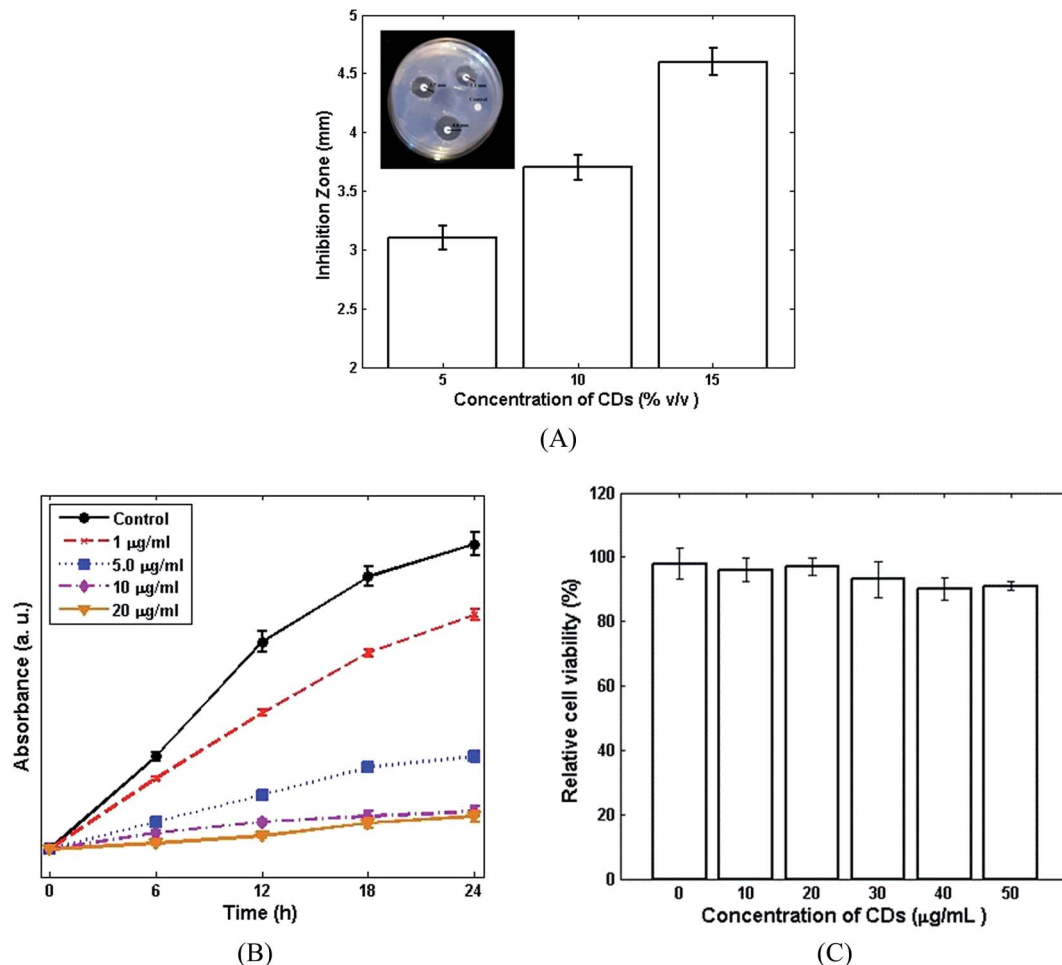 5
4.5
4
3.5
3
2.5
2
Inhibition Zone (mm)
Control
5 10 15
Concentration of CDs (% v/v )
(A)
Control
1 µg/ml
5.0 µg/ml
10 µg/ml
20 µg/ml
Absorbance (a. u.)
0 6 12 18 24
Time (h)
(B)
120
100
80
60
40
20
0
Relative cell viability (%)
0 10 20 30 40 50
Concentration of CDs (µg/mL )
(C)